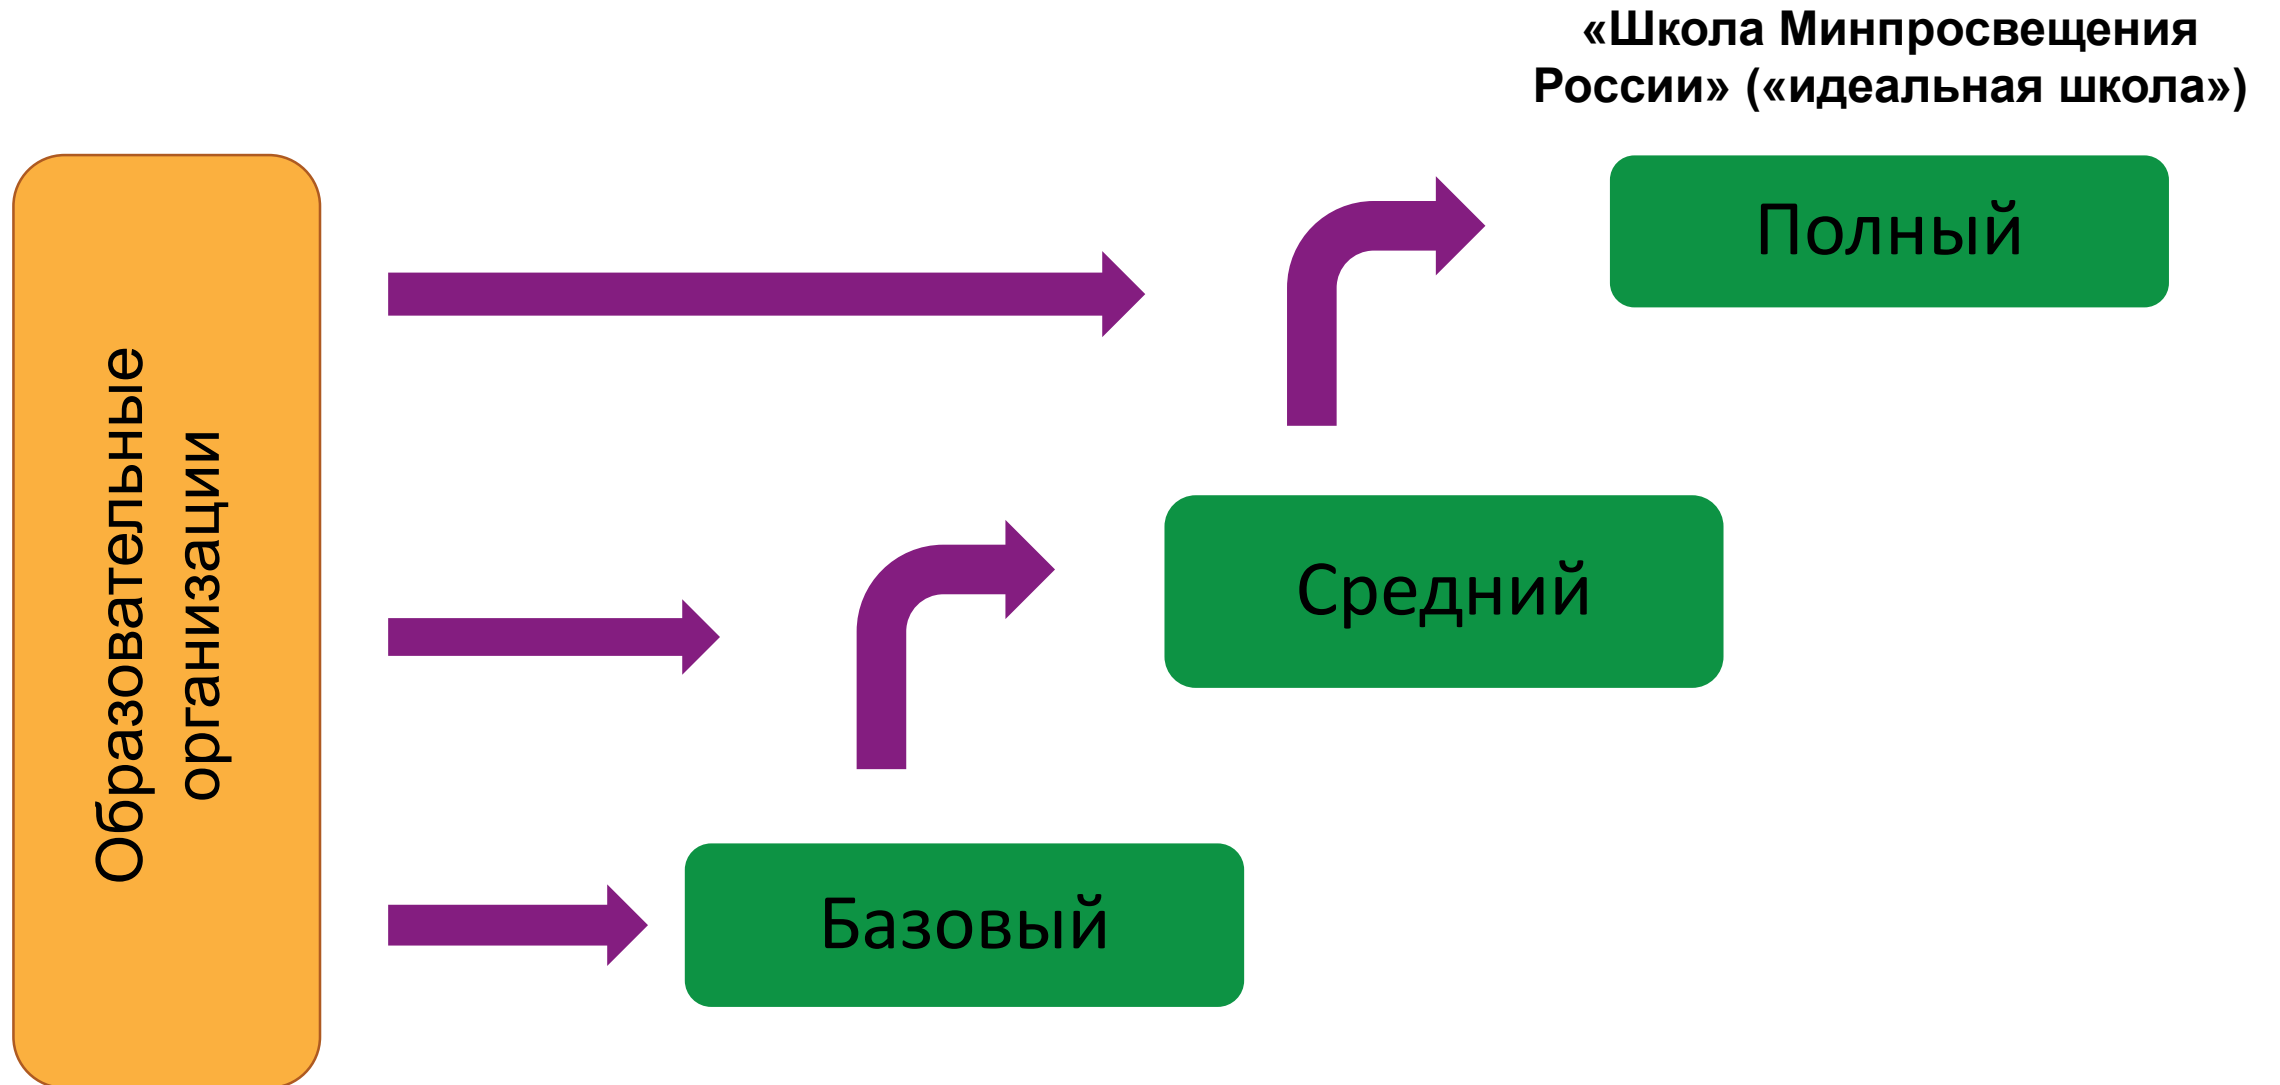 «Школа Минпросвещения
России» («идеальная школа»)
Образовательные
организации
Полный
Средний
Базовый